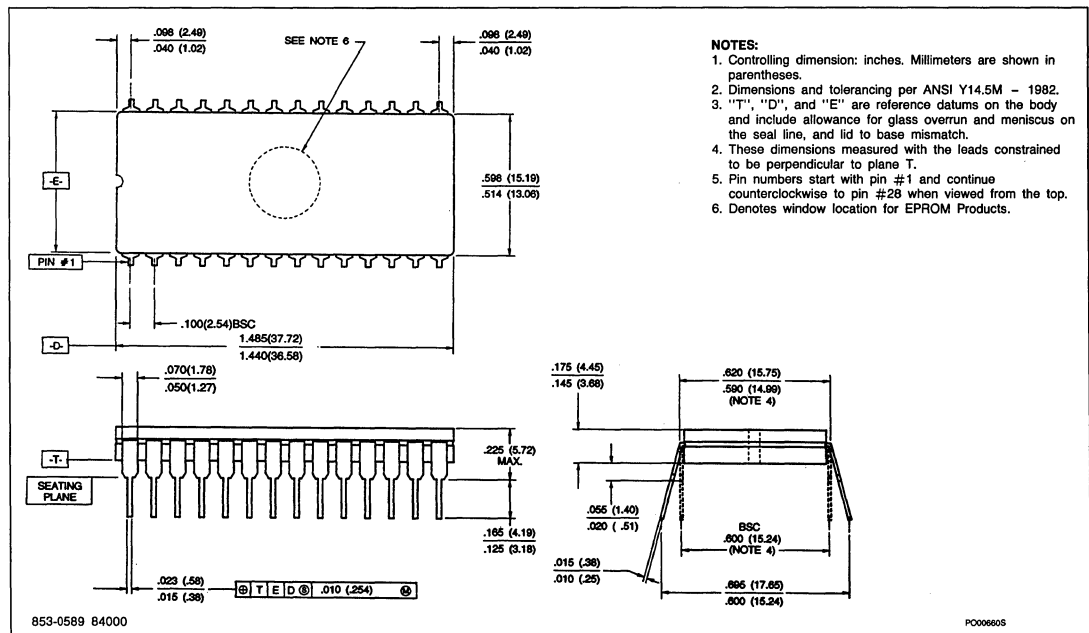 .098 (2.49)
.040 (1.02)
SEE NOTE 6
.098 (2.49)
.040 (1.02)
-E-
.598 (15.19)
.514 (13.06)
PIN #1
.100(2.54)BSC
-D-
1.485(37.72)
1.440(36.58)
NOTES:
1. Controlling dimension: inches. Millimeters are shown in
parentheses.
2. Dimensions and tolerancing per ANSI Y14.5M – 1982.
3. "T", "D", and "E" are reference datums on the body
and include allowance for glass overrun and meniscus on
the seal line, and lid to base mismatch.
4. These dimensions measured with the leads constrained
to be perpendicular to plane T.
5. Pin numbers start with pin #1 and continue
counterclockwise to pin #28 when viewed from the top.
6. Denotes window location for EPROM Products.
.070(1.78)
.050(1.27)
-T-
SEATING
PLANE
.225 (5.72)
MAX.
.165 (4.19)
.125 (3.18)
.023 (.58)
.015 (.38)
⊕ T E D Ⓢ .010 (.254) Ⓜ
.175 (4.45)
.145 (3.68)
.620 (15.75)
.590 (14.99)
(NOTE 4)
.055 (1.40)
.020 ( .51)
BSC
.600 (15.24)
(NOTE 4)
.015 (.38)
.010 (.25)
.695 (17.65)
.600 (15.24)
853-0589 84000
PO00660S